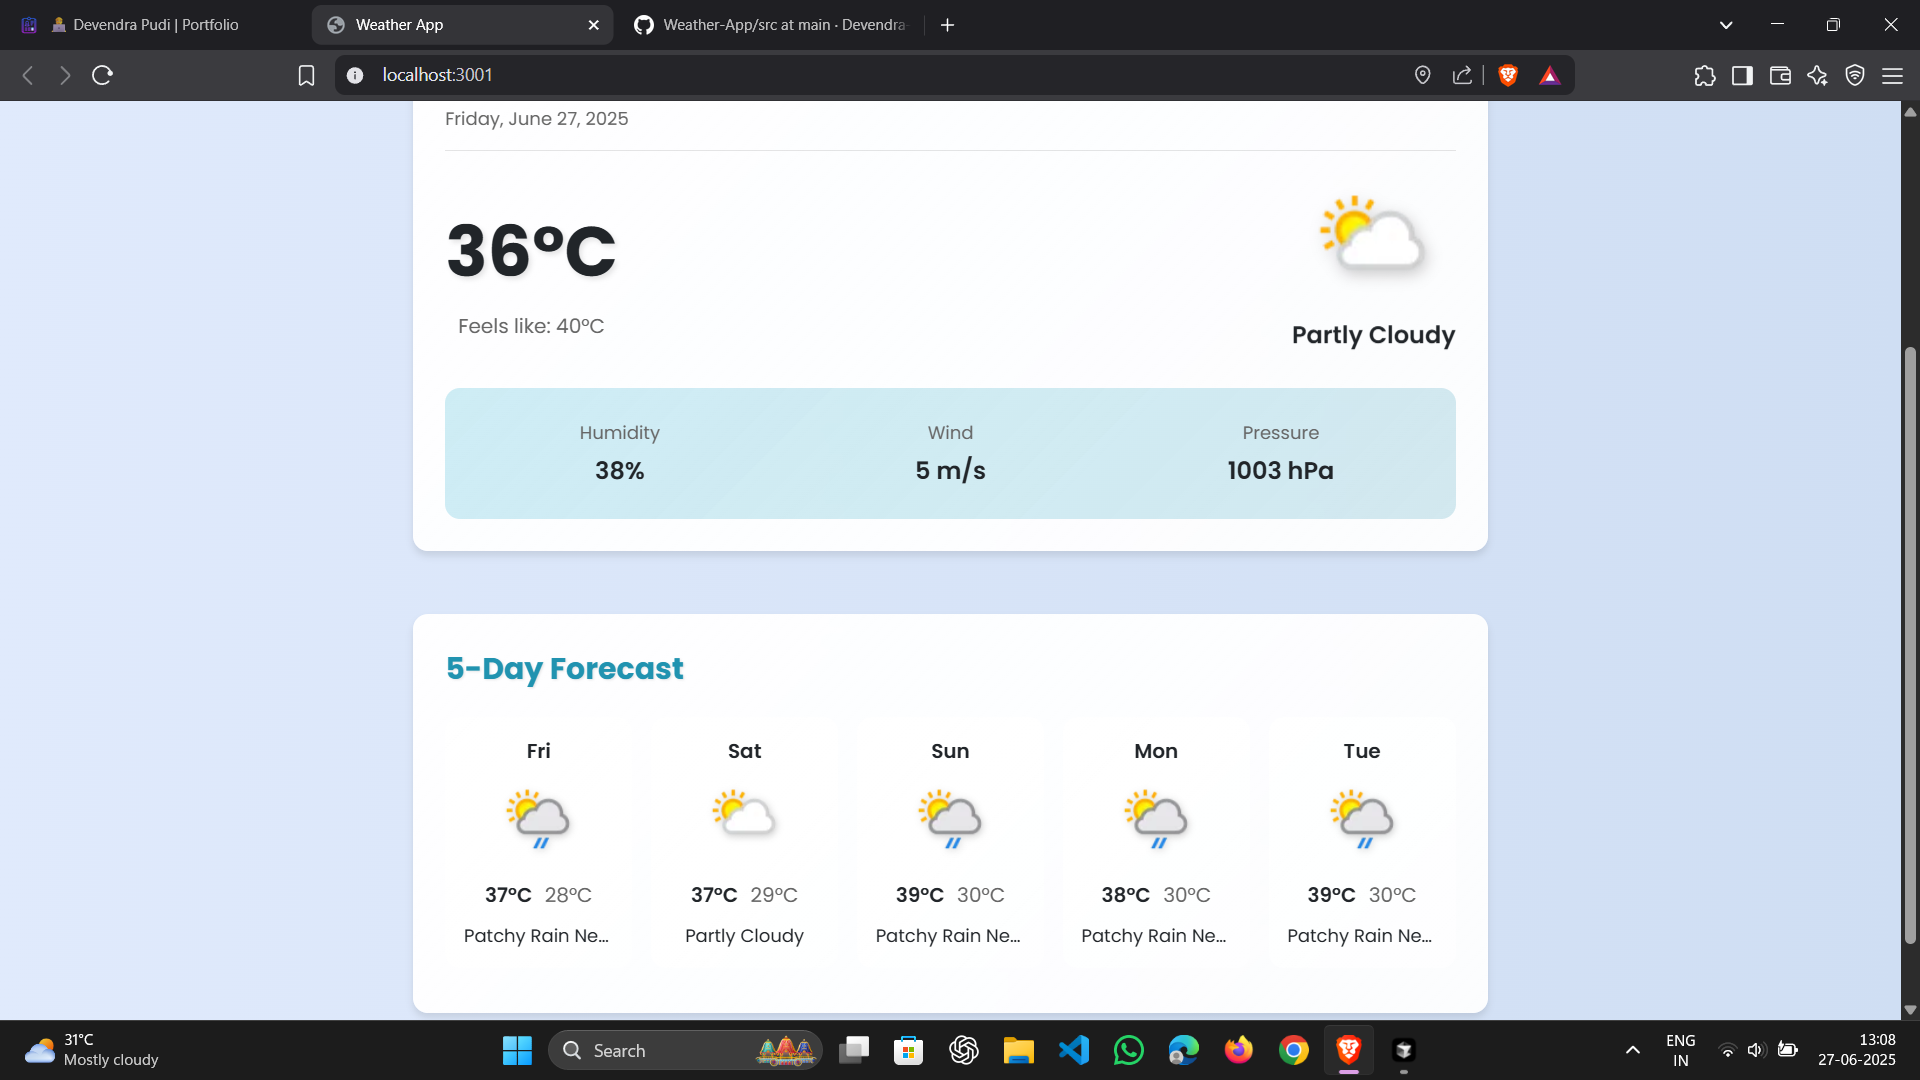 Devendra Pudi | Portfolio
Weather App
Weather-App/src at main · Devendra-
localhost:3001
Friday, June 27, 2025
36°C
Feels like: 40°C
Partly Cloudy
Humidity
38%
Wind
5 m/s
Pressure
1003 hPa
5-Day Forecast
Fri
37°C 28°C
Patchy Rain Ne...
Sat
37°C 29°C
Partly Cloudy
Sun
39°C 30°C
Patchy Rain Ne...
Mon
38°C 30°C
Patchy Rain Ne...
Tue
39°C 30°C
Patchy Rain Ne...
31°C
Mostly cloudy
Search
ENG
IN
13:08
27-06-2025